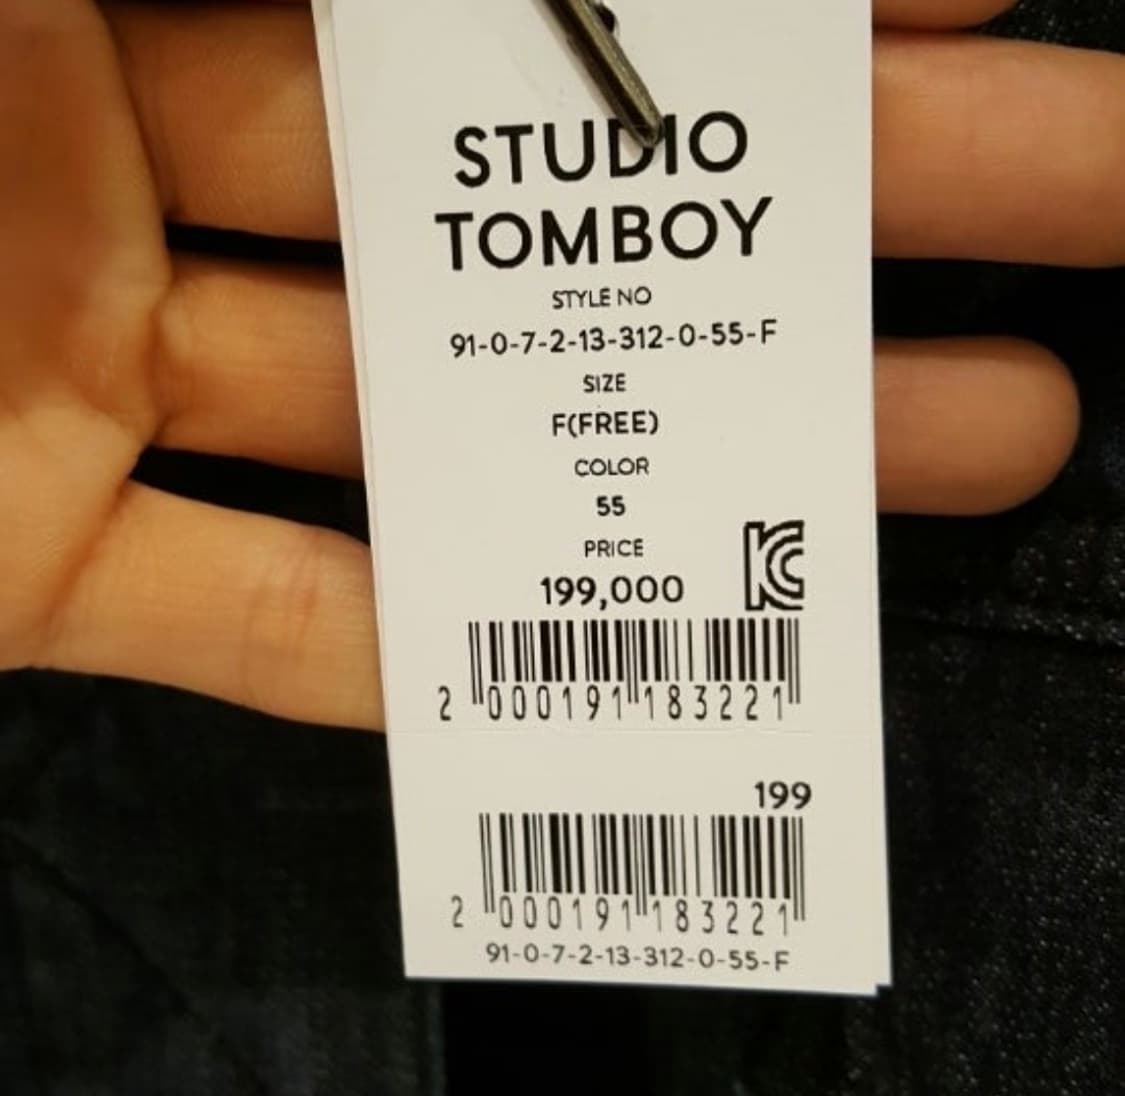 STUDIO
TOMBOY
STYLE NO
91-0-7-2-13-312-0-55-F
SIZE
F(FREE)
COLOR
55
PRICE
199,000
KC
2 000191 183221
199
2 000191 183221
91-0-7-2-13-312-0-55-F